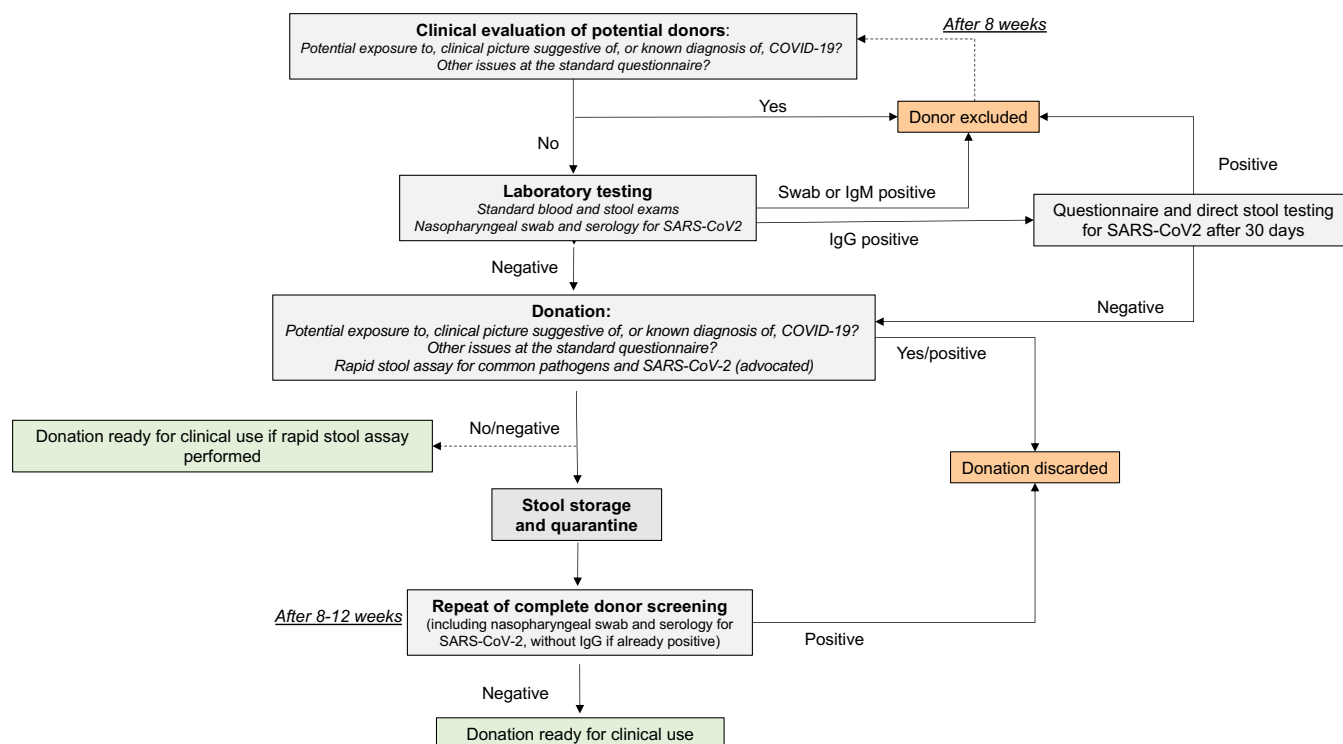 Clinical evaluation of potential donors:
Potential exposure to, clinical picture suggestive of, or known diagnosis of, COVID-19?
Other issues at the standard questionnaire?
After 8 weeks
Yes
Donor excluded
No
Positive
Laboratory testing
Standard blood and stool exams
Nasopharyngeal swab and serology for SARS-CoV2
Swab or IgM positive
IgG positive
Questionnaire and direct stool testing
for SARS-CoV2 after 30 days
Negative
Negative
Donation:
Potential exposure to, clinical picture suggestive of, or known diagnosis of, COVID-19?
Other issues at the standard questionnaire?
Rapid stool assay for common pathogens and SARS-CoV-2 (advocated)
Yes/positive
No/negative
Donation ready for clinical use if rapid stool assay
performed
Donation discarded
Stool storage
and quarantine
After 8-12 weeks
Repeat of complete donor screening
(including nasopharyngeal swab and serology for
SARS-CoV-2, without IgG if already positive)
Positive
Negative
Donation ready for clinical use